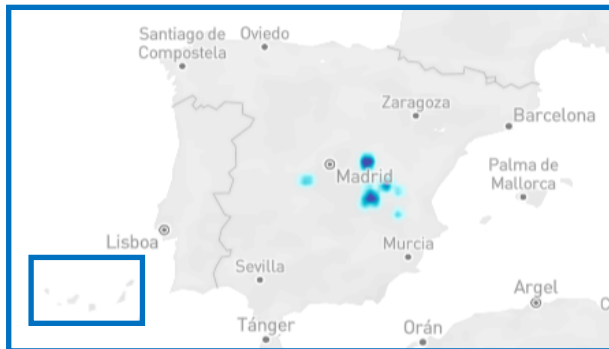 Santiago de
Compostela
Oviedo
Zaragoza
Barcelona
Madrid
Palma de
Mallorca
Lisboa
Murcia
Sevilla
Argel
Tánger
Orán
C